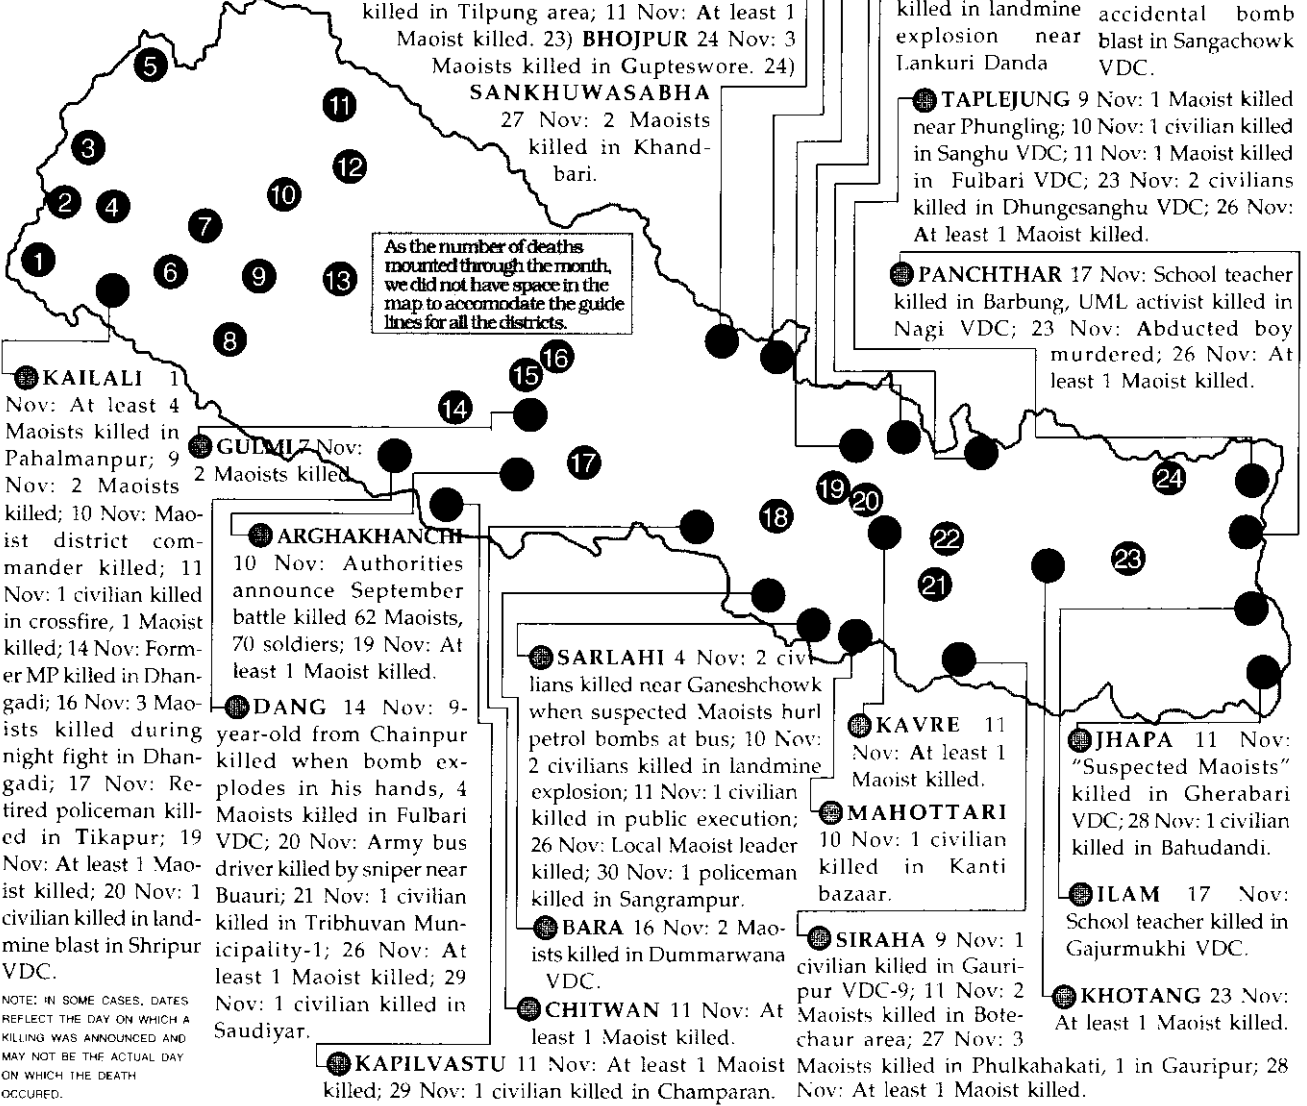 killed in Tilpung area; 11 Nov: At least 1
Maoist killed. 23) BHOJPUR 24 Nov: 3
Maoists killed in Gupteswore. 24)
SANKHUWASABHA
27 Nov: 2 Maoists
killed in Khand-
bari.
killed in landmine
explosion near
Lankuri Danda
accidental bomb
blast in Sangachowk
VDC.
TAPLEJUNG 9 Nov: 1 Maoist killed
near Phungling; 10 Nov: 1 civilian killed
in Sanghu VDC; 11 Nov: 1 Maoist killed
in Fulbari VDC; 23 Nov: 2 civilians
killed in Dhungesanghu VDC; 26 Nov:
At least 1 Maoist killed.
PANCHTHAR 17 Nov: School teacher
killed in Barbung, UML activist killed in
Nagi VDC; 23 Nov: Abducted boy
murdered; 26 Nov: At
least 1 Maoist killed.
5
11
3
12
2
4
10
7
1
6
9
13
8
As the number of deaths
mounted through the month,
we did not have space in the
map to accomodate the guide
lines for all the districts.
16
15
14
17
18
19
20
22
21
23
24
KAILALI 1
Nov: At least 4
Maoists killed in
Pahalmanpur; 9
Nov: 2 Maoists
killed; 10 Nov: Mao-
ist district com-
mander killed; 11
Nov: 1 civilian killed
in crossfire, 1 Maoist
killed; 14 Nov: Form-
er MP killed in Dhan-
gadi; 16 Nov: 3 Mao-
ists killed during
night fight in Dhan-
gadi; 17 Nov: Re-
tired policeman kill-
ed in Tikapur; 19
Nov: At least 1 Mao-
ist killed; 20 Nov: 1
civilian killed in land-
mine blast in Shripur
VDC.
NOTE: IN SOME CASES, DATES
REFLECT THE DAY ON WHICH A
KILLING WAS ANNOUNCED AND
MAY NOT BE THE ACTUAL DAY
ON WHICH THE DEATH
OCCURED.
GULMI 7 Nov:
2 Maoists killed
ARGHAKHANCHI
10 Nov: Authorities
announce September
battle killed 62 Maoists,
70 soldiers; 19 Nov: At
least 1 Maoist killed.
DANG 14 Nov: 9-
year-old from Chainpur
killed when bomb ex-
plodes in his hands, 4
Maoists killed in Fulbari
VDC; 20 Nov: Army bus
driver killed by sniper near
Buauri; 21 Nov: 1 civilian
killed in Tribhuvan Mun-
icipality-1; 26 Nov: At
least 1 Maoist killed; 29
Nov: 1 civilian killed in
Saudiyar.
SARLAHI 4 Nov: 2 civi
lians killed near Ganeshchowk
when suspected Maoists hurl
petrol bombs at bus; 10 Nov:
2 civilians killed in landmine
explosion; 11 Nov: 1 civilian
killed in public execution;
26 Nov: Local Maoist leader
killed; 30 Nov: 1 policeman
killed in Sangrampur.
BARA 16 Nov: 2 Mao-
ists killed in Dummarwana
VDC.
CHITWAN 11 Nov: At
least 1 Maoist killed.
KAPILVASTU 11 Nov: At least 1 Maoist
killed; 29 Nov: 1 civilian killed in Champaran.
KAVRE 11
Nov: At least 1
Maoist killed.
MAHOTTARI
10 Nov: 1 civilian
killed in Kanti
bazaar.
SIRAHA 9 Nov: 1
civilian killed in Gauri-
pur VDC-9; 11 Nov: 2
Maoists killed in Bote-
chaur area; 27 Nov: 3
Maoists killed in Phulkahakati, 1 in Gauripur; 28
Nov: At least 1 Maoist killed.
JHAPA 11 Nov:
"Suspected Maoists"
killed in Gherabari
VDC; 28 Nov: 1 civilian
killed in Bahudandi.
ILAM 17 Nov:
School teacher killed in
Gajurmukhi VDC.
KHOTANG 23 Nov:
At least 1 Maoist killed.